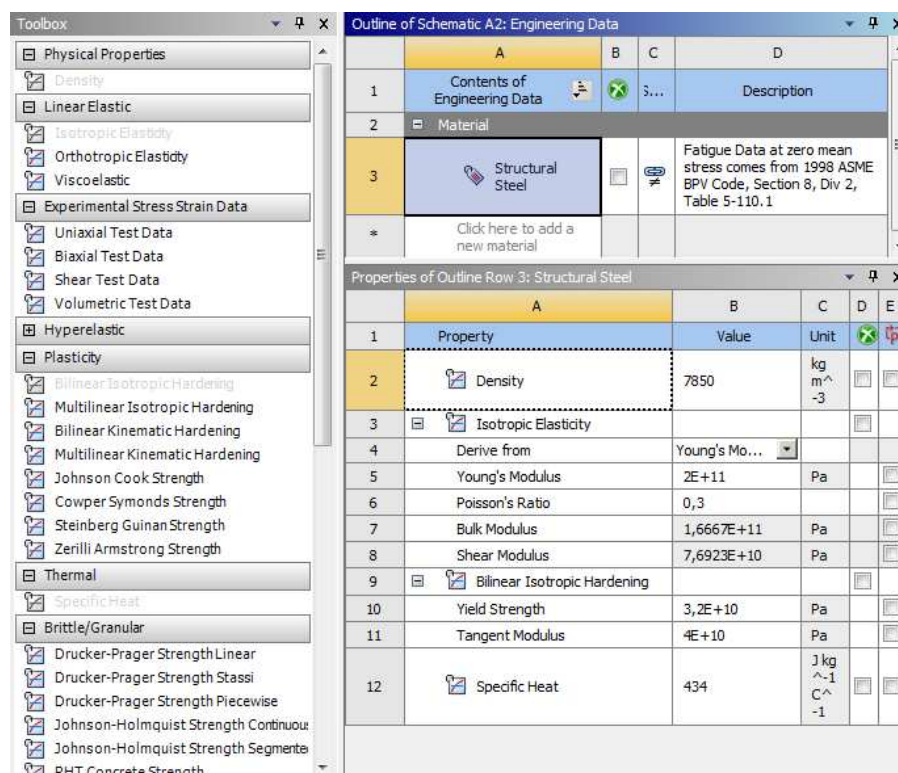 Toolbox
Physical Properties
Density
Linear Elastic
Isotropic Elasticity
Orthotropic Elasticity
Viscoelastic
Experimental Stress Strain Data
Uniaxial Test Data
Biaxial Test Data
Shear Test Data
Volumetric Test Data
Hyperelastic
Plasticity
Bilinear Isotropic Hardening
Multilinear Isotropic Hardening
Bilinear Kinematic Hardening
Multilinear Kinematic Hardening
Johnson Cook Strength
Cowper Symonds Strength
Steinberg Guinan Strength
Zerilli Armstrong Strength
Thermal
Specific Heat
Brittle/Granular
Drucker-Prager Strength Linear
Drucker-Prager Strength Stassi
Drucker-Prager Strength Piecewise
Johnson-Holmquist Strength Continuou
Johnson-Holmquist Strength Segmente
RHT Concrete Strength
Outline of Schematic A2: Engineering Data
A B C D
1 Contents of
Engineering Data
S... Description
2 Material
3 Structural
Steel
Fatigue Data at zero mean
stress comes from 1998 ASME
BPV Code, Section 8, Div 2,
Table 5-110.1
* Click here to add a
new material
Properties of Outline Row 3: Structural Steel
A B C D E
1 Property Value Unit
2 Density 7850 kg
m^
-3
3 Isotropic Elasticity
4 Derive from Young's Mo...
5 Young's Modulus 2E+11 Pa
6 Poisson's Ratio 0,3
7 Bulk Modulus 1,6667E+11 Pa
8 Shear Modulus 7,6923E+10 Pa
9 Bilinear Isotropic Hardening
10 Yield Strength 3,2E+10 Pa
11 Tangent Modulus 4E+10 Pa
12 Specific Heat 434 J kg
^-1
C^
-1